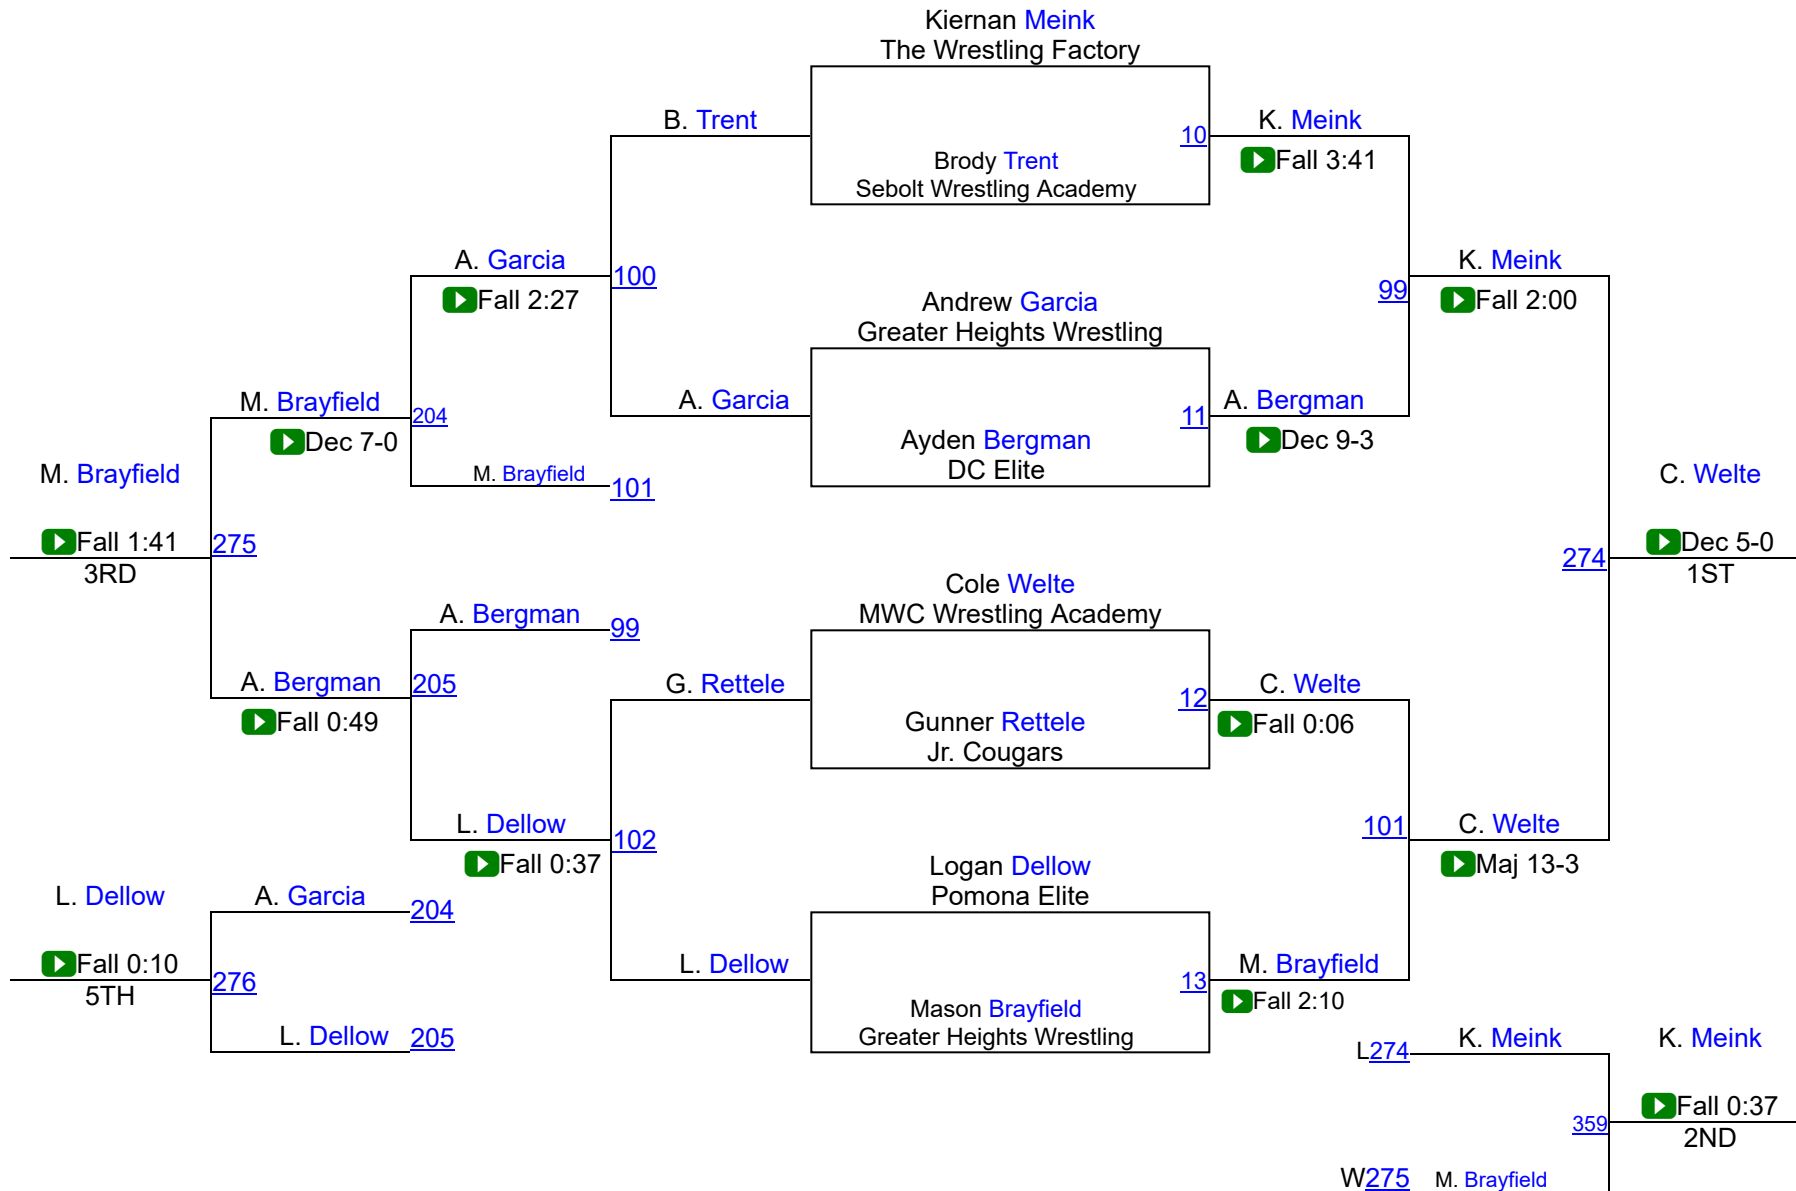 Kiernan Meink
The Wrestling Factory
B. Trent
K. Meink
10
Fall 3:41
Brody Trent
Sebolt Wrestling Academy
A. Garcia
K. Meink
100
99
Fall 2:27
Fall 2:00
Andrew Garcia
Greater Heights Wrestling
M. Brayfield
A. Garcia
A. Bergman
204
11
Dec 7-0
Ayden Bergman
Dec 9-3
DC Elite
M. Brayfield
M. Brayfield
C. Welte
101
Fall 1:41
275
274
Dec 5-0
3RD
1ST
Cole Welte
MWC Wrestling Academy
A. Bergman
99
A. Bergman
205
G. Rettele
C. Welte
12
Fall 0:49
Gunner Rettele
Fall 0:06
Jr. Cougars
L. Dellow
101
C. Welte
102
Fall 0:37
Maj 13-3
Logan Dellow
Pomona Elite
L. Dellow
A. Garcia
204
Fall 0:10
L. Dellow
M. Brayfield
276
13
5TH
Mason Brayfield
Fall 2:10
Greater Heights Wrestling
L. Dellow 205
L274
K. Meink
K. Meink
Fall 0:37
359
2ND
W275 M. Brayfield